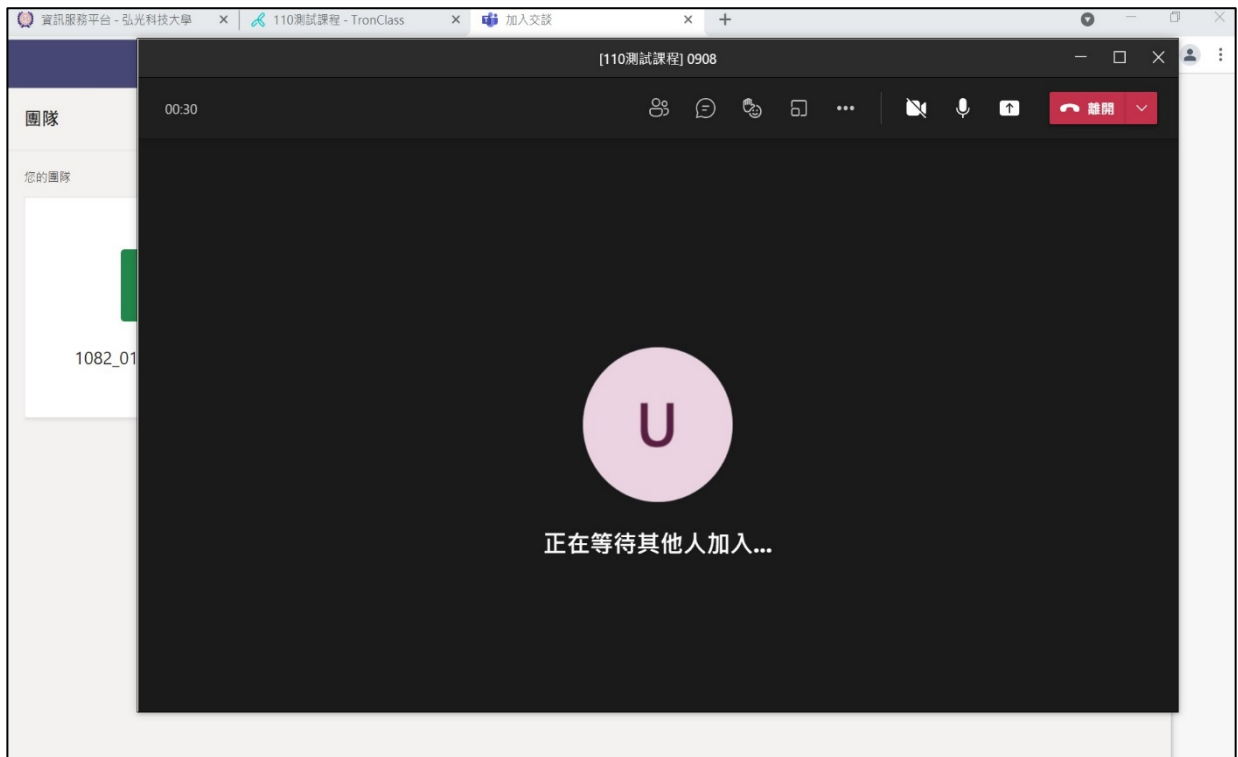 資訊服務平台 - 弘光科技大學
110測試課程 - TronClass
加入交談
[110測試課程] 0908
團隊
00:30
離開
您的團隊
1082_01
U
正在等待其他人加入...